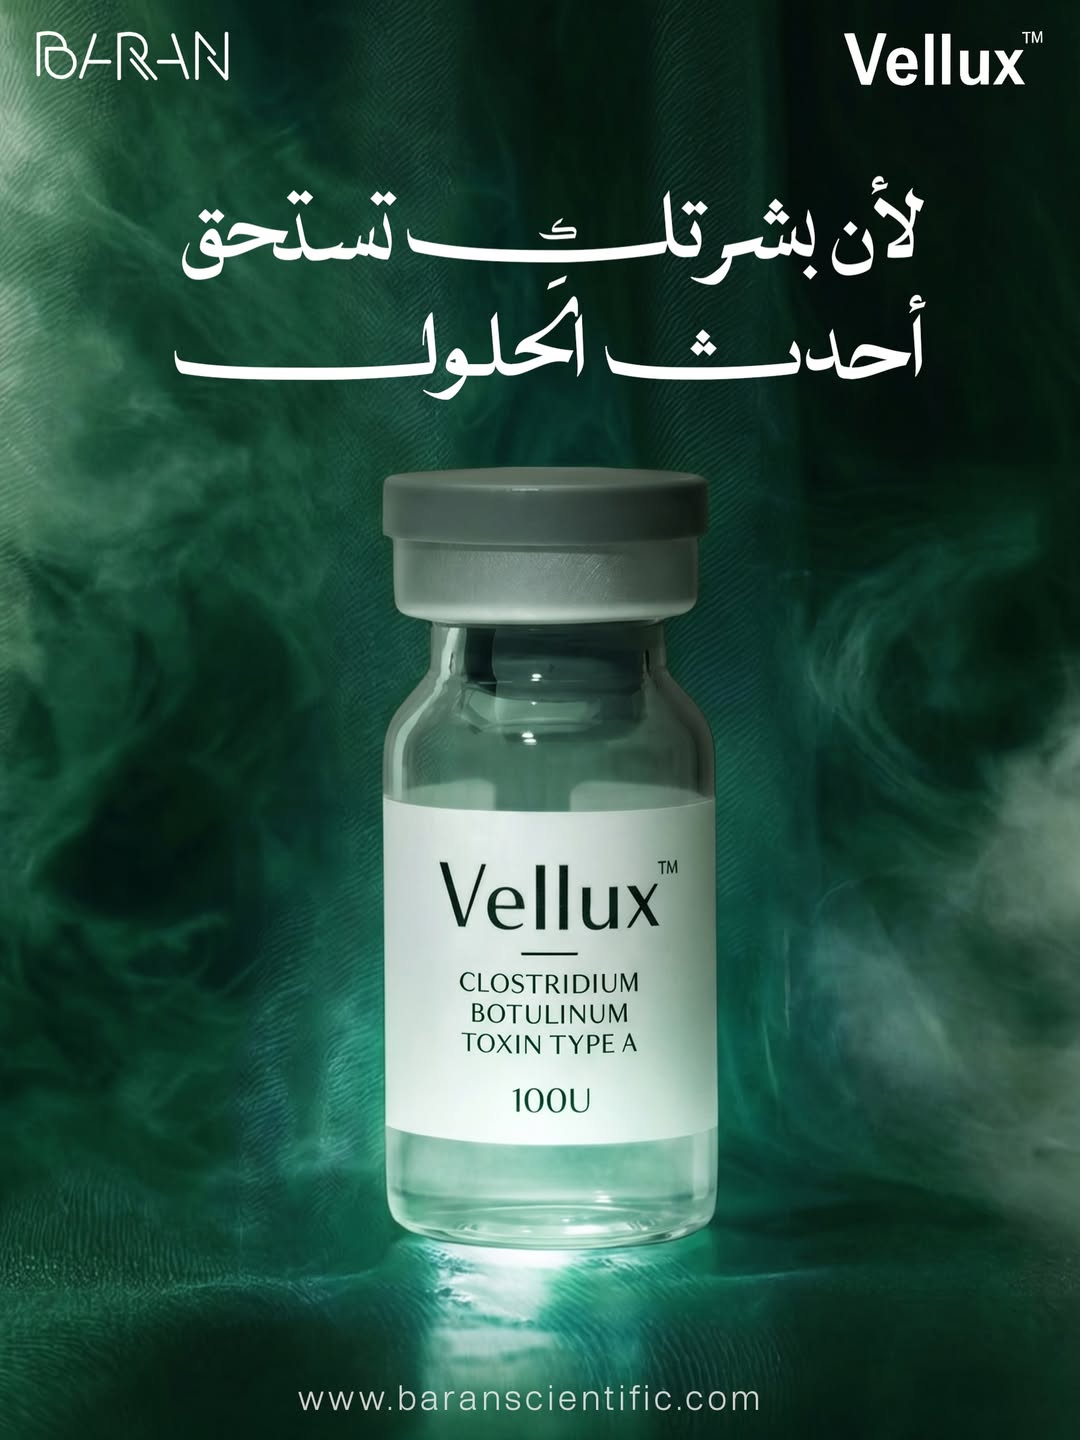 BARAN
Vellux™
لأن بشرتك تستحق
أحدث الحلول
Vellux™
CLOSTRIDIUM
BOTULINUM
TOXIN TYPE A
100U
www.baranscientific.com